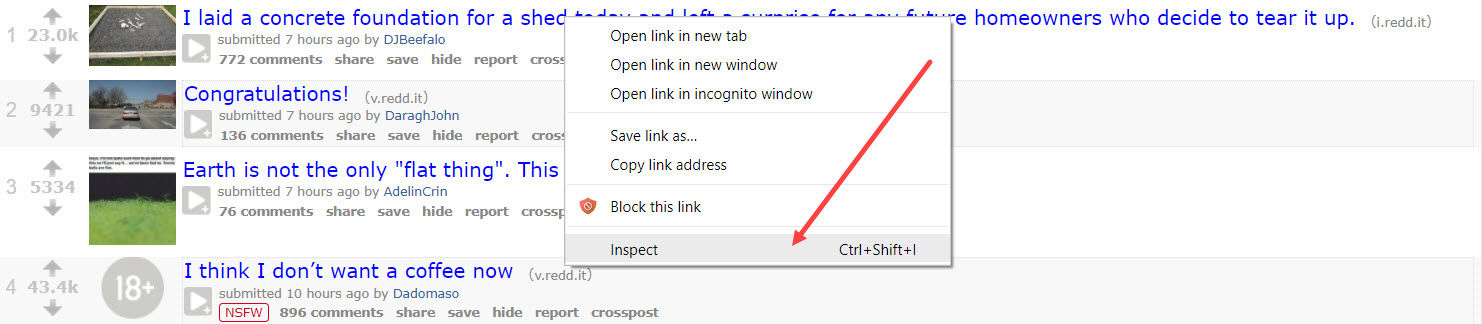 1 23.0k I laid a concrete foundation for a shed today and left a surprise for any future homeowners who decide to tear it up. (i.redd.it)
submitted 7 hours ago by DJBeefalo
772 comments share save hide report crossp
2 9421 Congratulations! (v.redd.it)
submitted 7 hours ago by DaraghJohn
136 comments share save hide report cross
3 5334 Earth is not the only "flat thing". This
submitted 7 hours ago by AdelinCrin
76 comments share save hide report crossp
4 43.4k 18+ I think I don’t want a coffee now (v.redd.it)
submitted 10 hours ago by Dadomaso
NSFW 896 comments share save hide report crosspost
Open link in new tab
Open link in new window
Open link in incognito window
Save link as...
Copy link address
Block this link
Inspect Ctrl+Shift+I